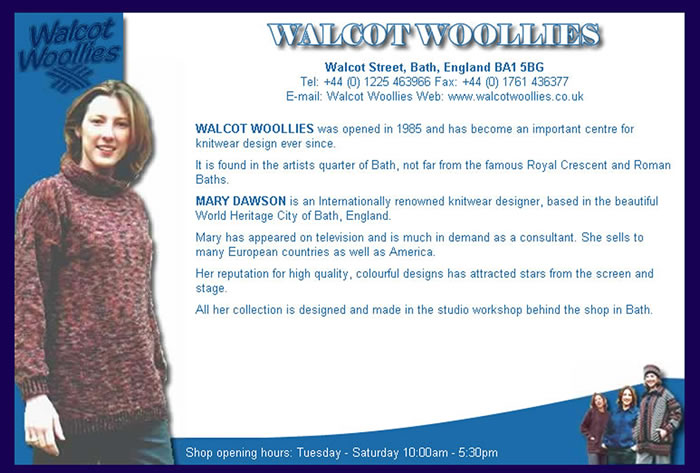 Walcot
Woollies
WALCOT WOOLLIES
Walcot Street, Bath, England BA1 5BG
Tel: +44 (0) 1225 463966 Fax: +44 (0) 1761 436377
E-mail: Walcot Woollies Web: www.walcotwoollies.co.uk
WALCOT WOOLLIES was opened in 1985 and has become an important centre for
knitwear design ever since.
It is found in the artists quarter of Bath, not far from the famous Royal Crescent and Roman
Baths.
MARY DAWSON is an Internationally renowned knitwear designer, based in the beautiful
World Heritage City of Bath, England.
Mary has appeared on television and is much in demand as a consultant. She sells to
many European countries as well as America.
Her reputation for high quality, colourful designs has attracted stars from the screen and
stage.
All her collection is designed and made in the studio workshop behind the shop in Bath.
Shop opening hours: Tuesday - Saturday 10:00am - 5:30pm